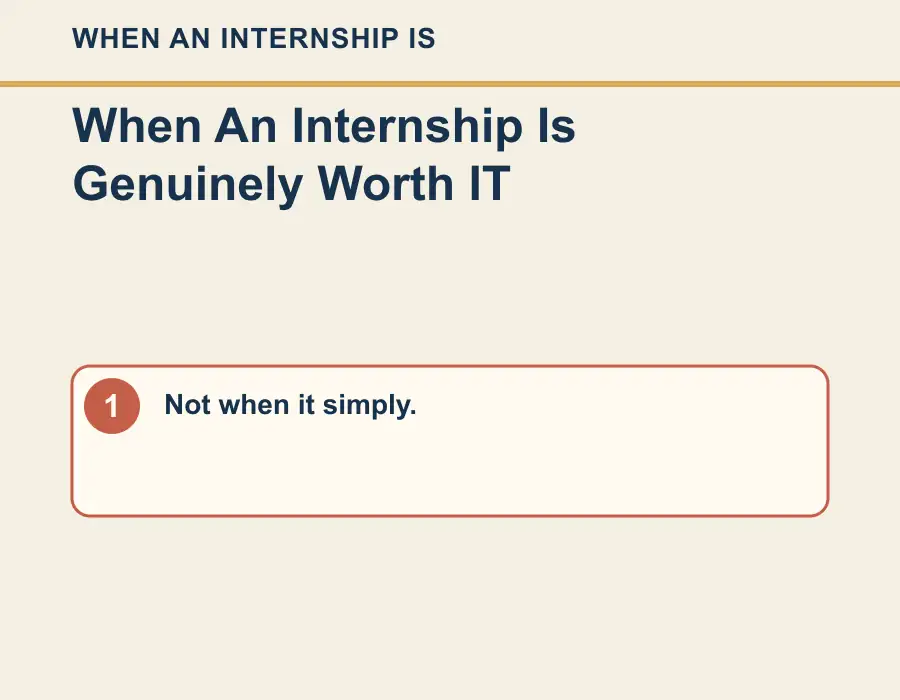 WHEN AN INTERNSHIP IS
When An Internship Is
Genuinely Worth IT
1
Not when it simply.